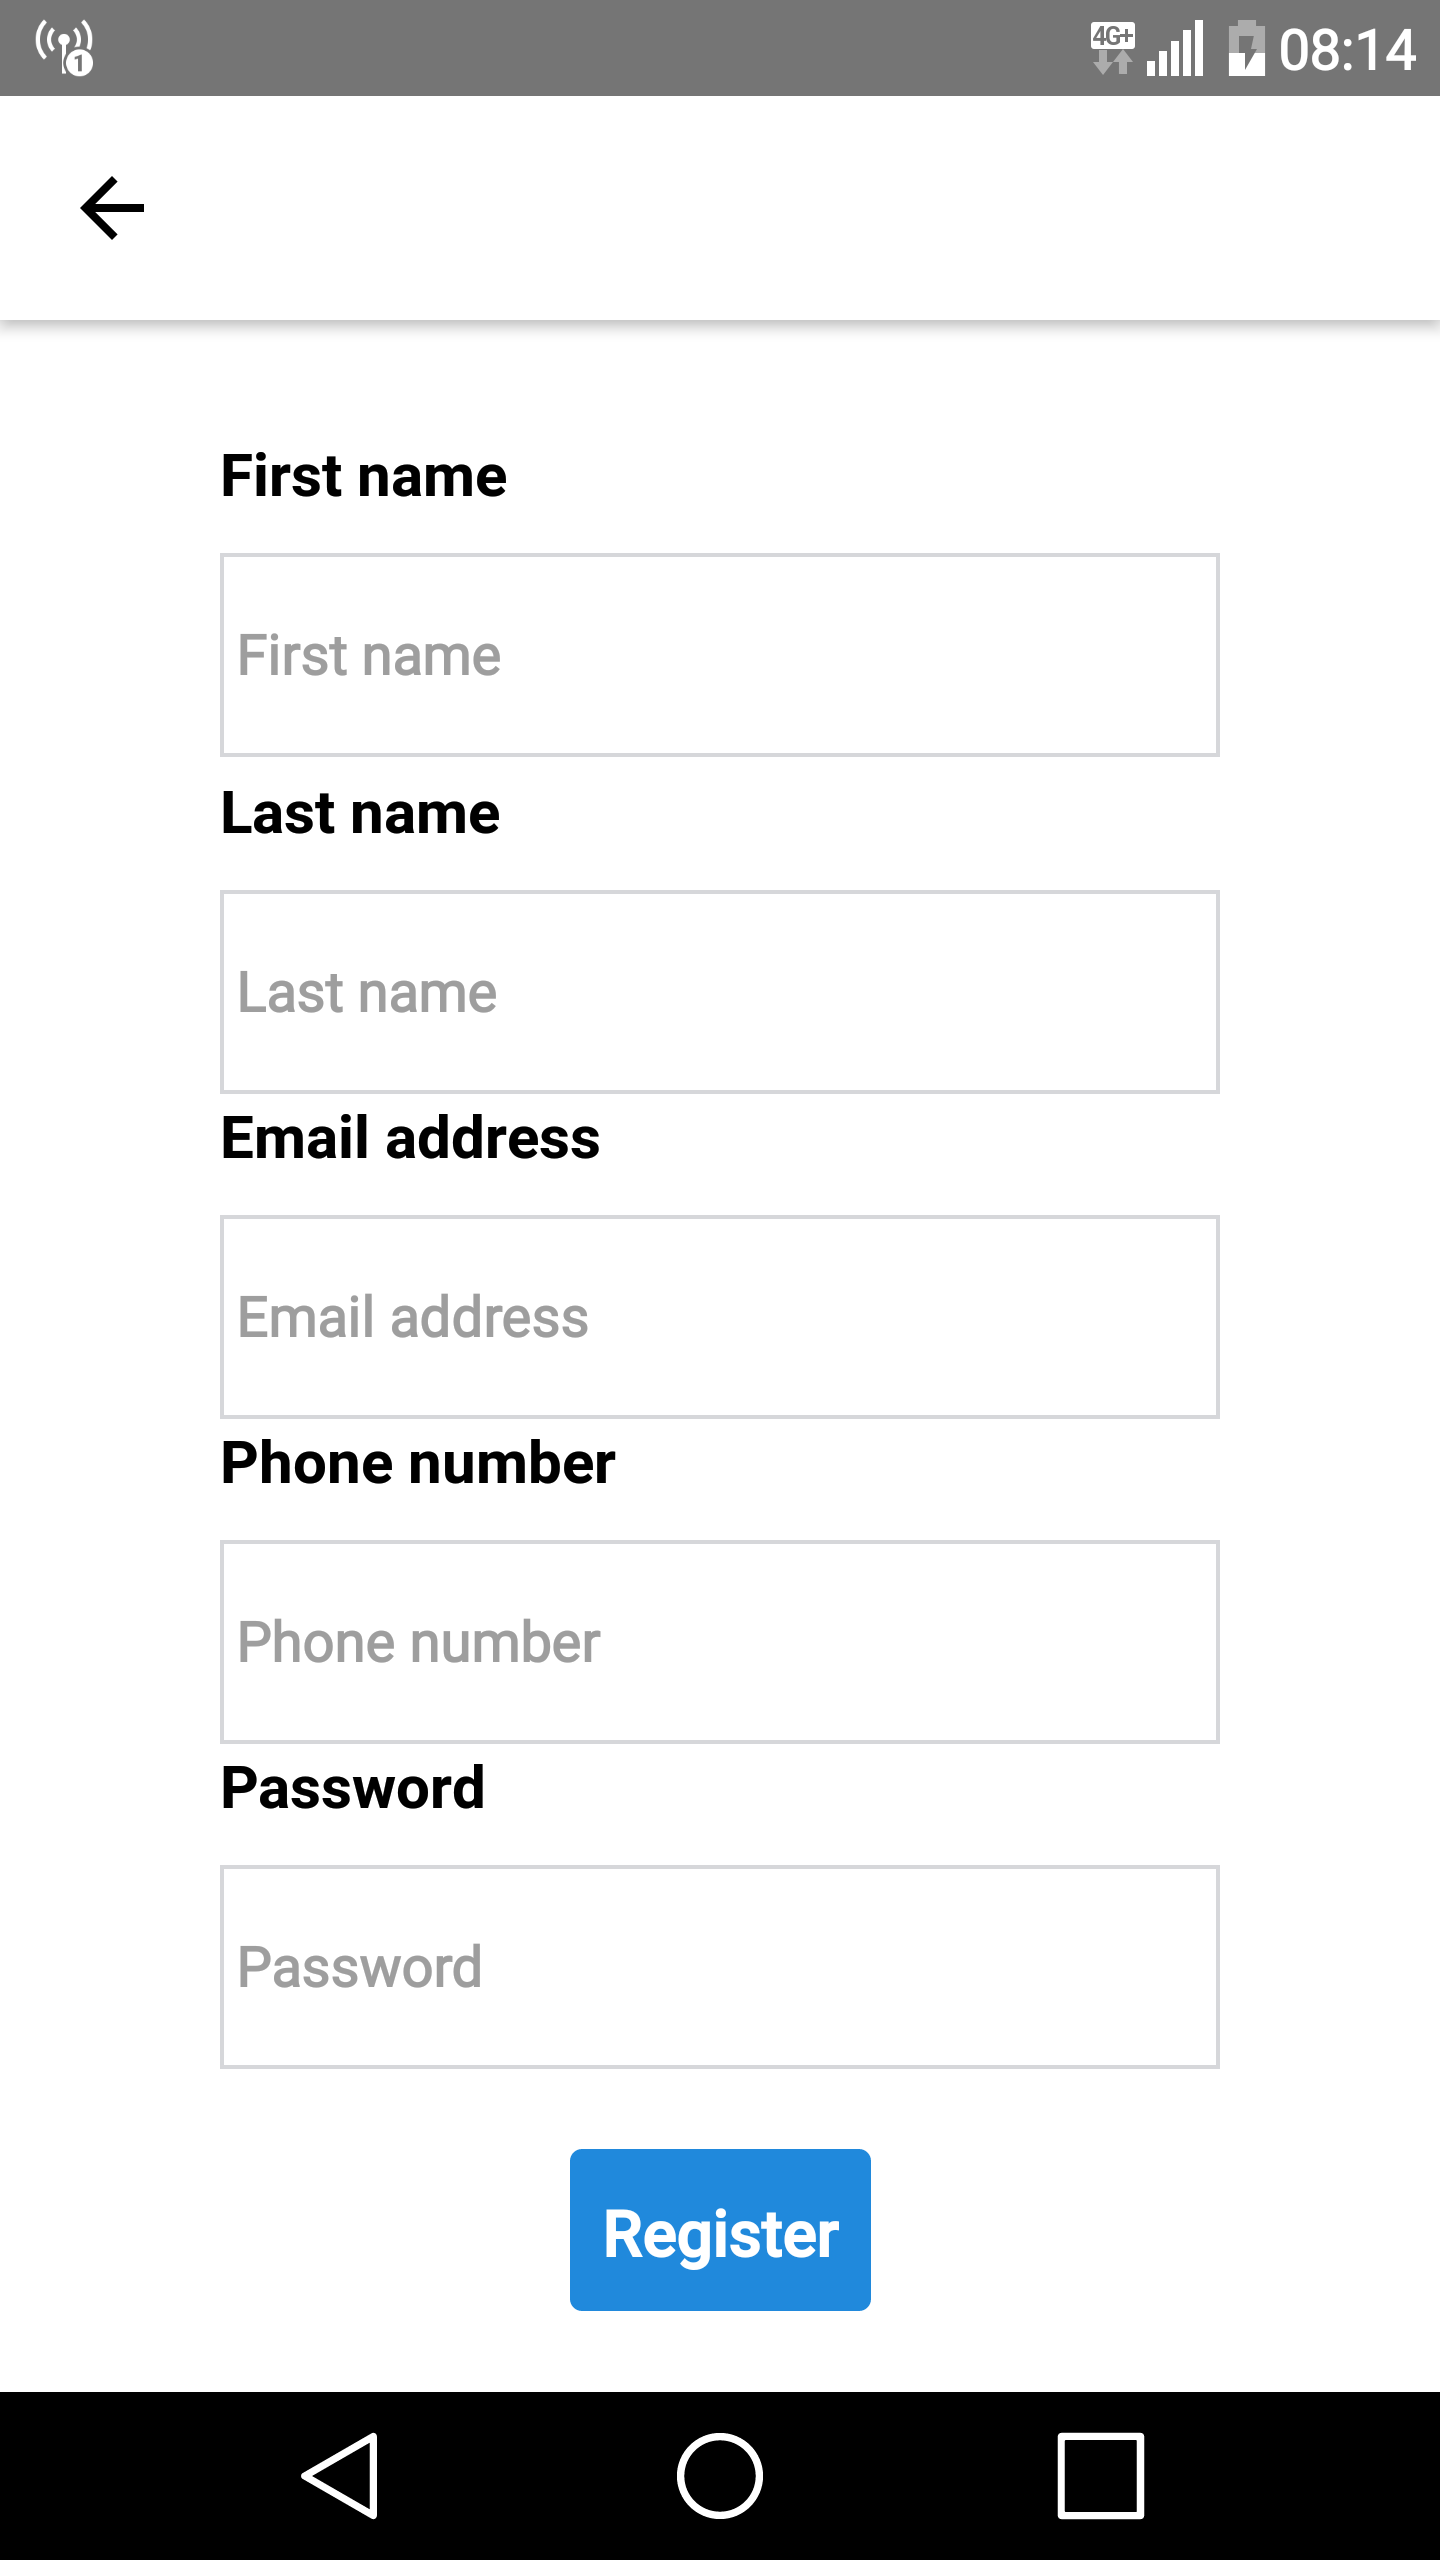 1 4G+ 08:14
First name
First name
Last name
Last name
Email address
Email address
Phone number
Phone number
Password
Password
Register